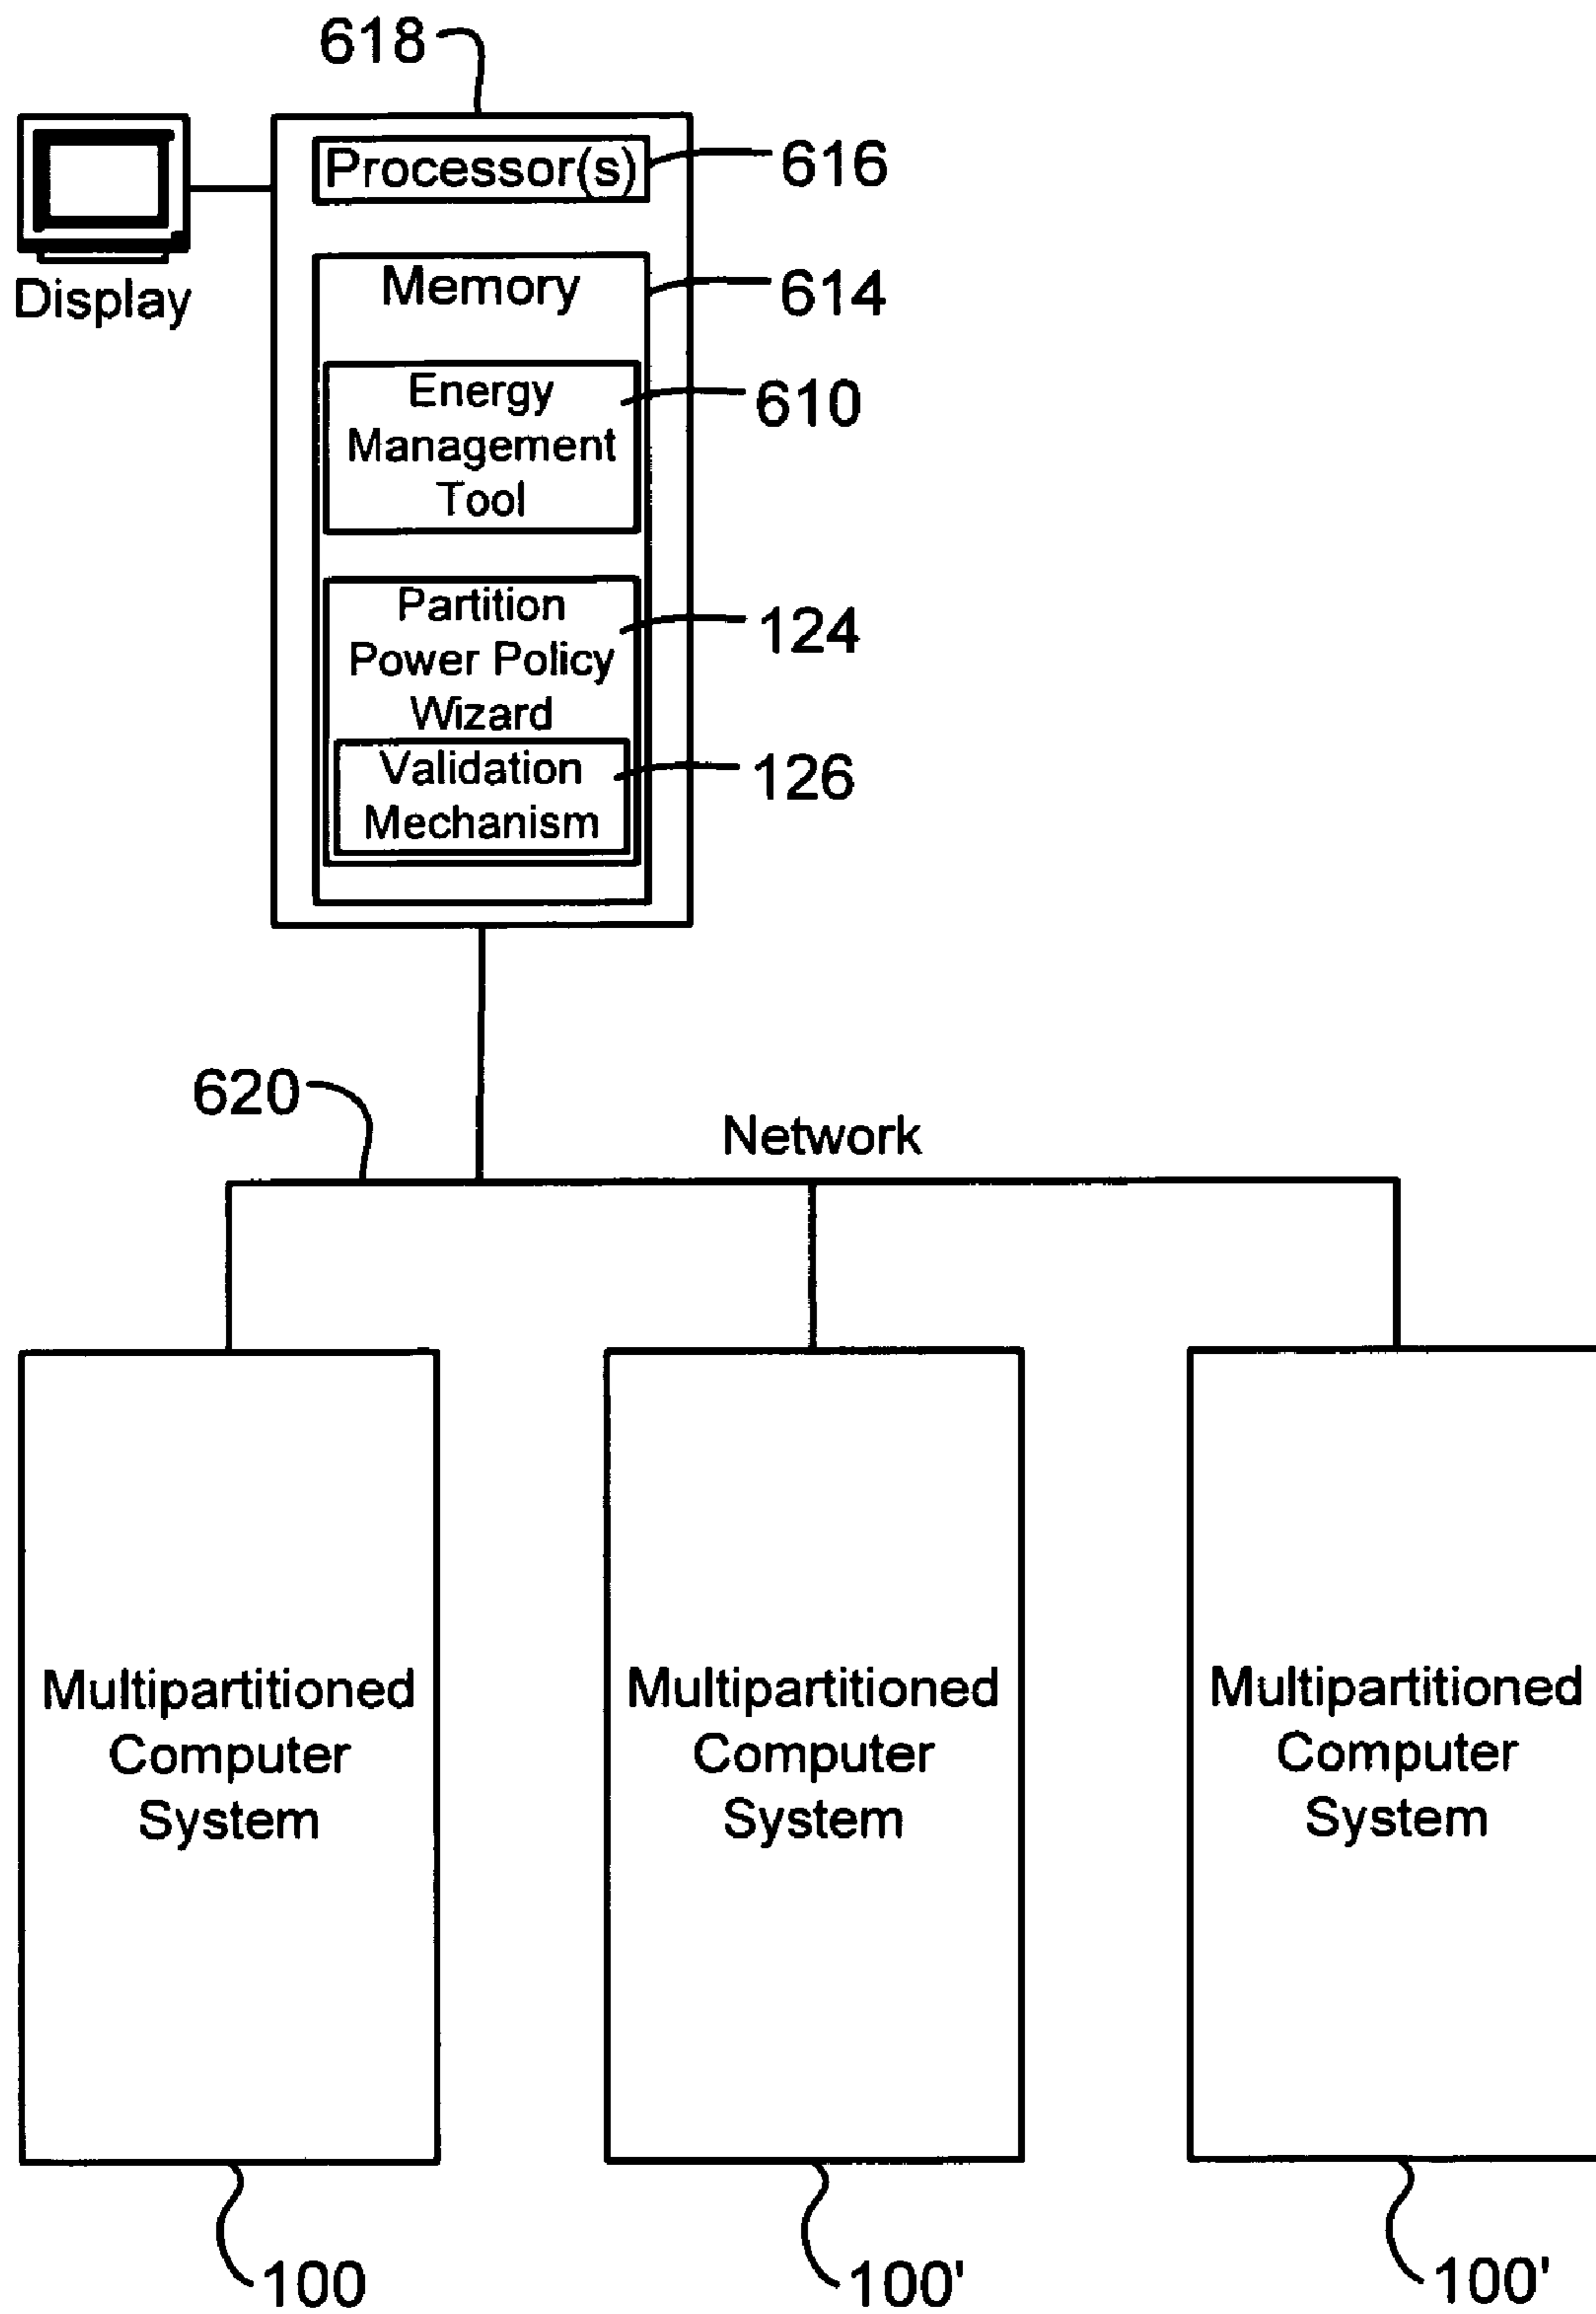 618
Processor(s)
616
Display
Memory
614
Energy
Management
Tool
610
Partition
Power Policy
Wizard
124
Validation
Mechanism
126
620
Network
Multipartitioned
Computer
System
Multipartitioned
Computer
System
Multipartitioned
Computer
System
100
100'
100'